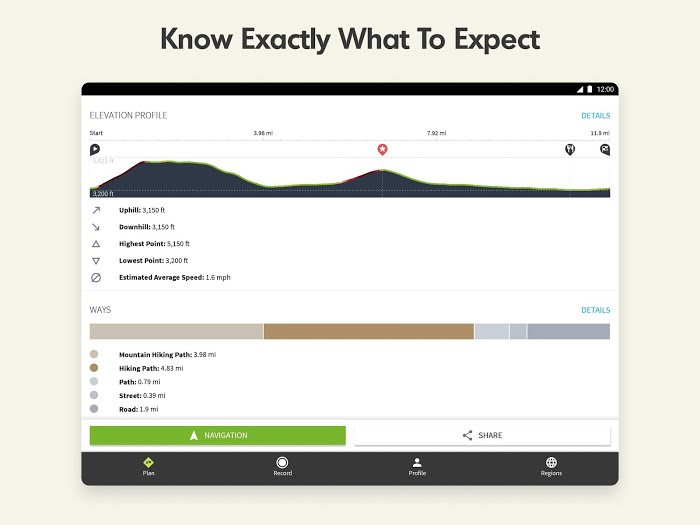 Know Exactly What To Expect
12:00
ELEVATION PROFILE DETAILS
Start 3.96 mi 7.92 mi 11.9 mi
3,200 ft
Uphill: 3,150 ft
Downhill: 3,150 ft
Highest Point: 5,150 ft
Lowest Point: 3,200 ft
Estimated Average Speed: 1.6 mph
WAYS DETAILS
Mountain Hiking Path: 3.98 mi
Hiking Path: 4.83 mi
Path: 0.79 mi
Street: 0.39 mi
Road: 1.9 mi
NAVIGATION SHARE
Plan Record Profile Regions